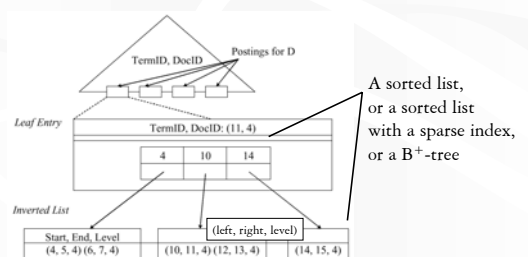 Postings for D
TermID, DocID
A sorted list,
or a sorted list
with a sparse index,
or a B+-tree
Leaf Entry
TermID, DocID: (11, 4)
4 10 14
Inverted List
(left, right, level)
Start, End, Level
(4, 5, 4) (6, 7, 4) (10, 11, 4) (12, 13, 4) (14, 15, 4)